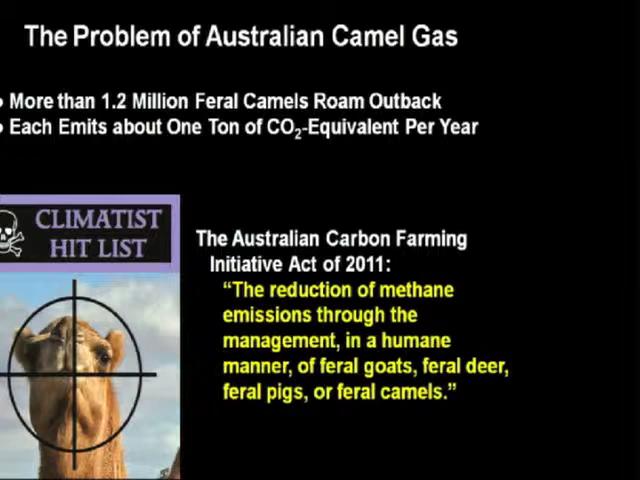 The Problem of Australian Camel Gas
• More than 1.2 Million Feral Camels Roam Outback
• Each Emits about One Ton of CO₂-Equivalent Per Year
CLIMATIST
HIT LIST
The Australian Carbon Farming
Initiative Act of 2011:
“The reduction of methane
emissions through the
management, in a humane
manner, of feral goats, feral deer,
feral pigs, or feral camels.”